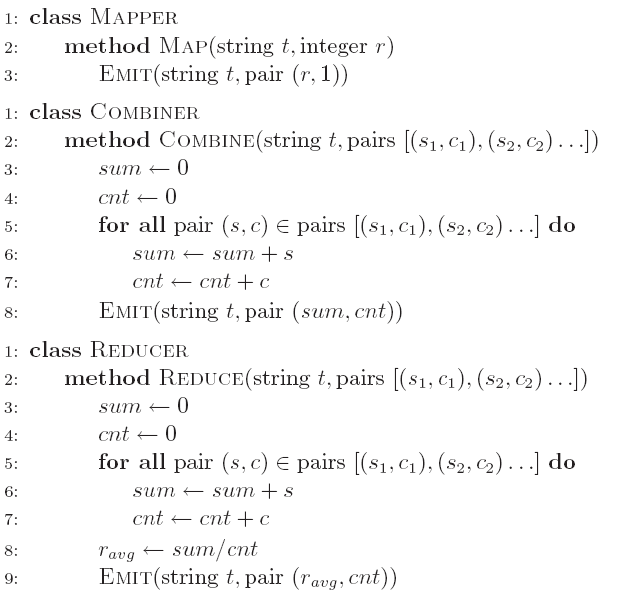 1: class Mapper
2: method Map(string t, integer r)
3: Emit(string t, pair (r, 1))
1: class Combiner
2: method Combine(string t, pairs [(s₁, c₁), (s₂, c₂) . . .])
3: sum ← 0
4: cnt ← 0
5: for all pair (s, c) ∈ pairs [(s₁, c₁), (s₂, c₂) . . .] do
6: sum ← sum + s
7: cnt ← cnt + c
8: Emit(string t, pair (sum, cnt))
1: class Reducer
2: method Reduce(string t, pairs [(s₁, c₁), (s₂, c₂) . . .])
3: sum ← 0
4: cnt ← 0
5: for all pair (s, c) ∈ pairs [(s₁, c₁), (s₂, c₂) . . .] do
6: sum ← sum + s
7: cnt ← cnt + c
8: r_avg ← sum/cnt
9: Emit(string t, pair (r_avg, cnt))